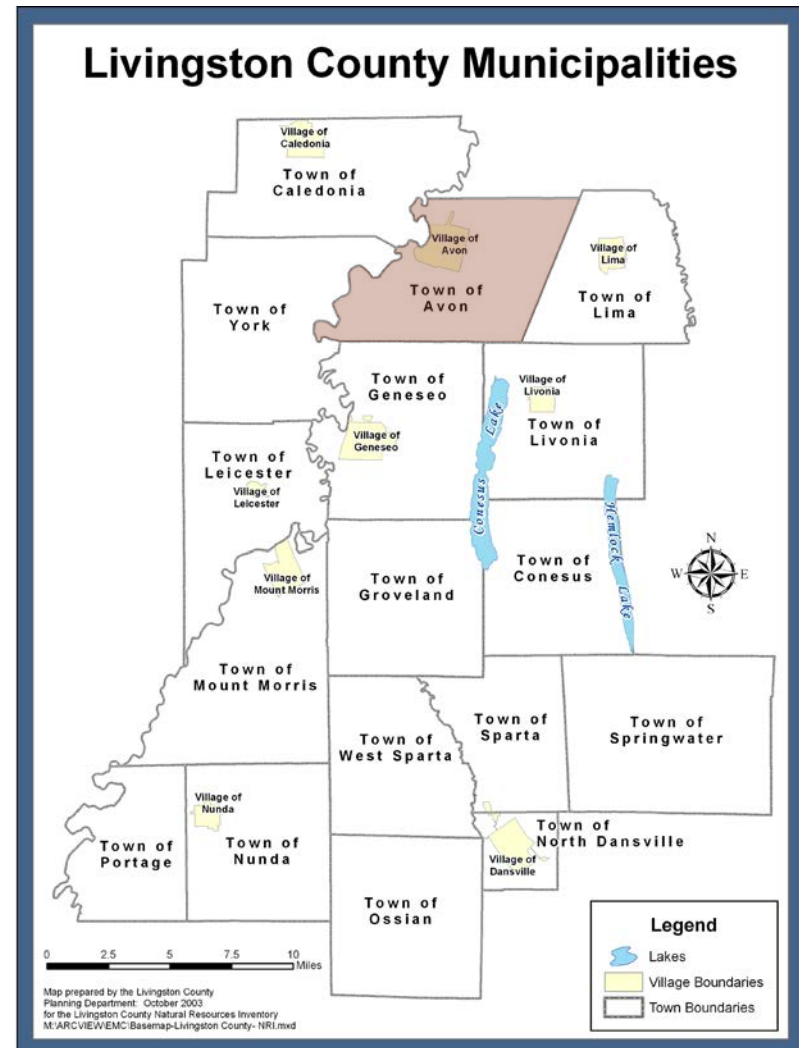 Livingston County Municipalities
Village of
Caledonia
Town of
Caledonia
Village of
Avon
Town of
Avon
Village of
Lima
Town of
Lima
Town of
York
Town of
Geneseo
Village of
Geneseo
Village of
Livonia
Town of
Livonia
Conesus Lake
Town of
Leicester
Village of
Leicester
Hemlock Lake
Town of
Conesus
N
W
E
S
Village of
Mount Morris
Town of
Groveland
Town of
Mount Morris
Town of
West Sparta
Town of
Sparta
Town of
Springwater
Village of
Nunda
Town of
Portage
Town of
Nunda
Town of
North Dansville
Village of
Dansville
Town of
Ossian
0 2.5 5 7.5 10
Miles
Map prepared by the Livingston County
Planning Department: October 2003
for the Livingston County Natural Resources Inventory
M:\ARCVIEW\EMC\Basemap-Livingston County- NRI.mxd
Legend
Lakes
Village Boundaries
Town Boundaries